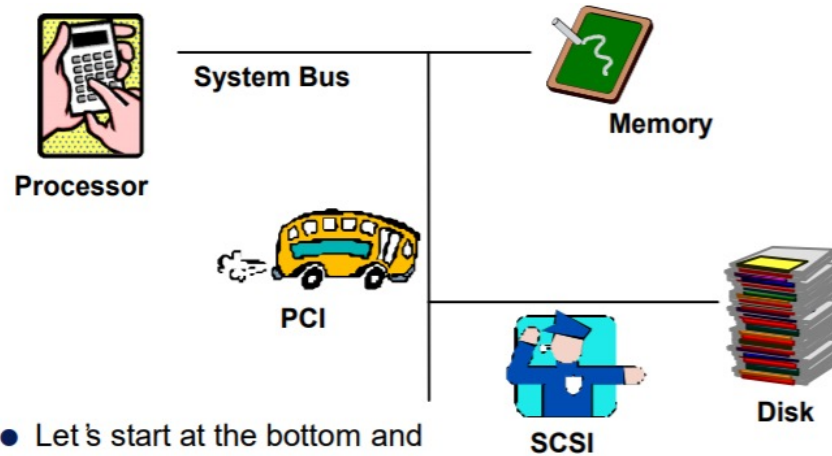 System Bus
Memory
Processor
PCI
Disk
SCSI
● Let's start at the bottom and